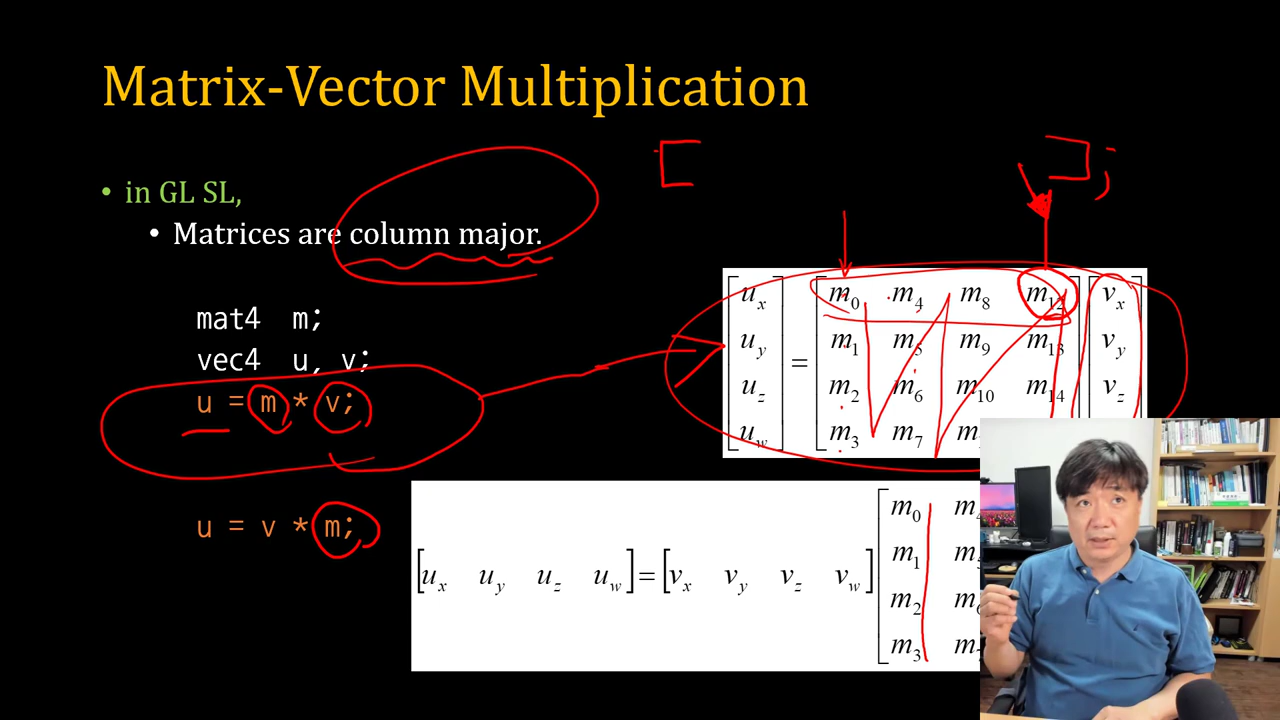 Matrix-Vector Multiplication
[ ];
• in GL SL,
• Matrices are column major.
mat4 m;
vec4 u, v;
u = m * v;
u = v * m;
u_x = m_0 m_4 m_8 m_12 v_x
u_y m_1 m_5 m_9 m_13 v_y
u_z m_2 m_6 m_10 m_14 v_z
u_w m_3 m_7
[u_x u_y u_z u_w] = [v_x v_y v_z v_w]
m_0
m_1
m_2
m_3